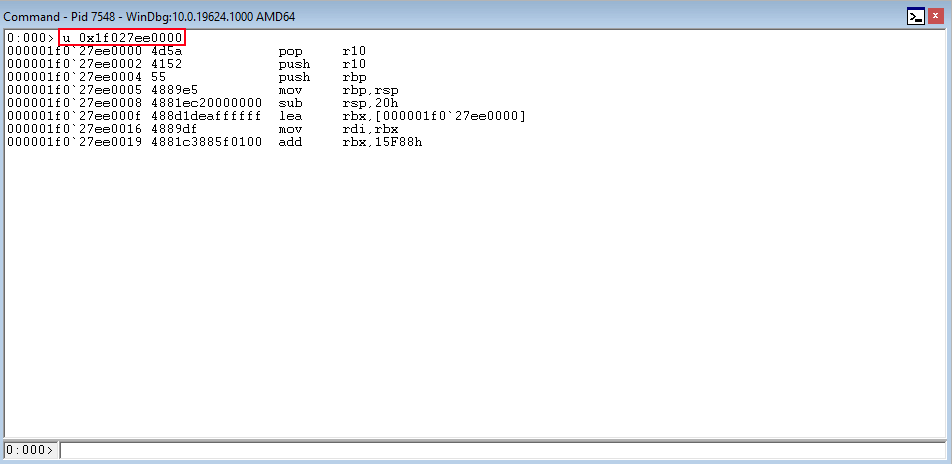 Command - Pid 7548 - WinDbg:10.0.19624.1000 AMD64
0:000> u 0x1f027ee0000
000001f0`27ee0000 4d5a            pop     r10
000001f0`27ee0002 4152            push    r10
000001f0`27ee0004 55              push    rbp
000001f0`27ee0005 4889e5          mov     rbp,rsp
000001f0`27ee0008 4881ec20000000  sub     rsp,20h
000001f0`27ee000f 488d1deaffffff  lea     rbx,[000001f0`27ee0000]
000001f0`27ee0016 4889df          mov     rdi,rbx
000001f0`27ee0019 4881c3885f0100  add     rbx,15F88h
0:000>